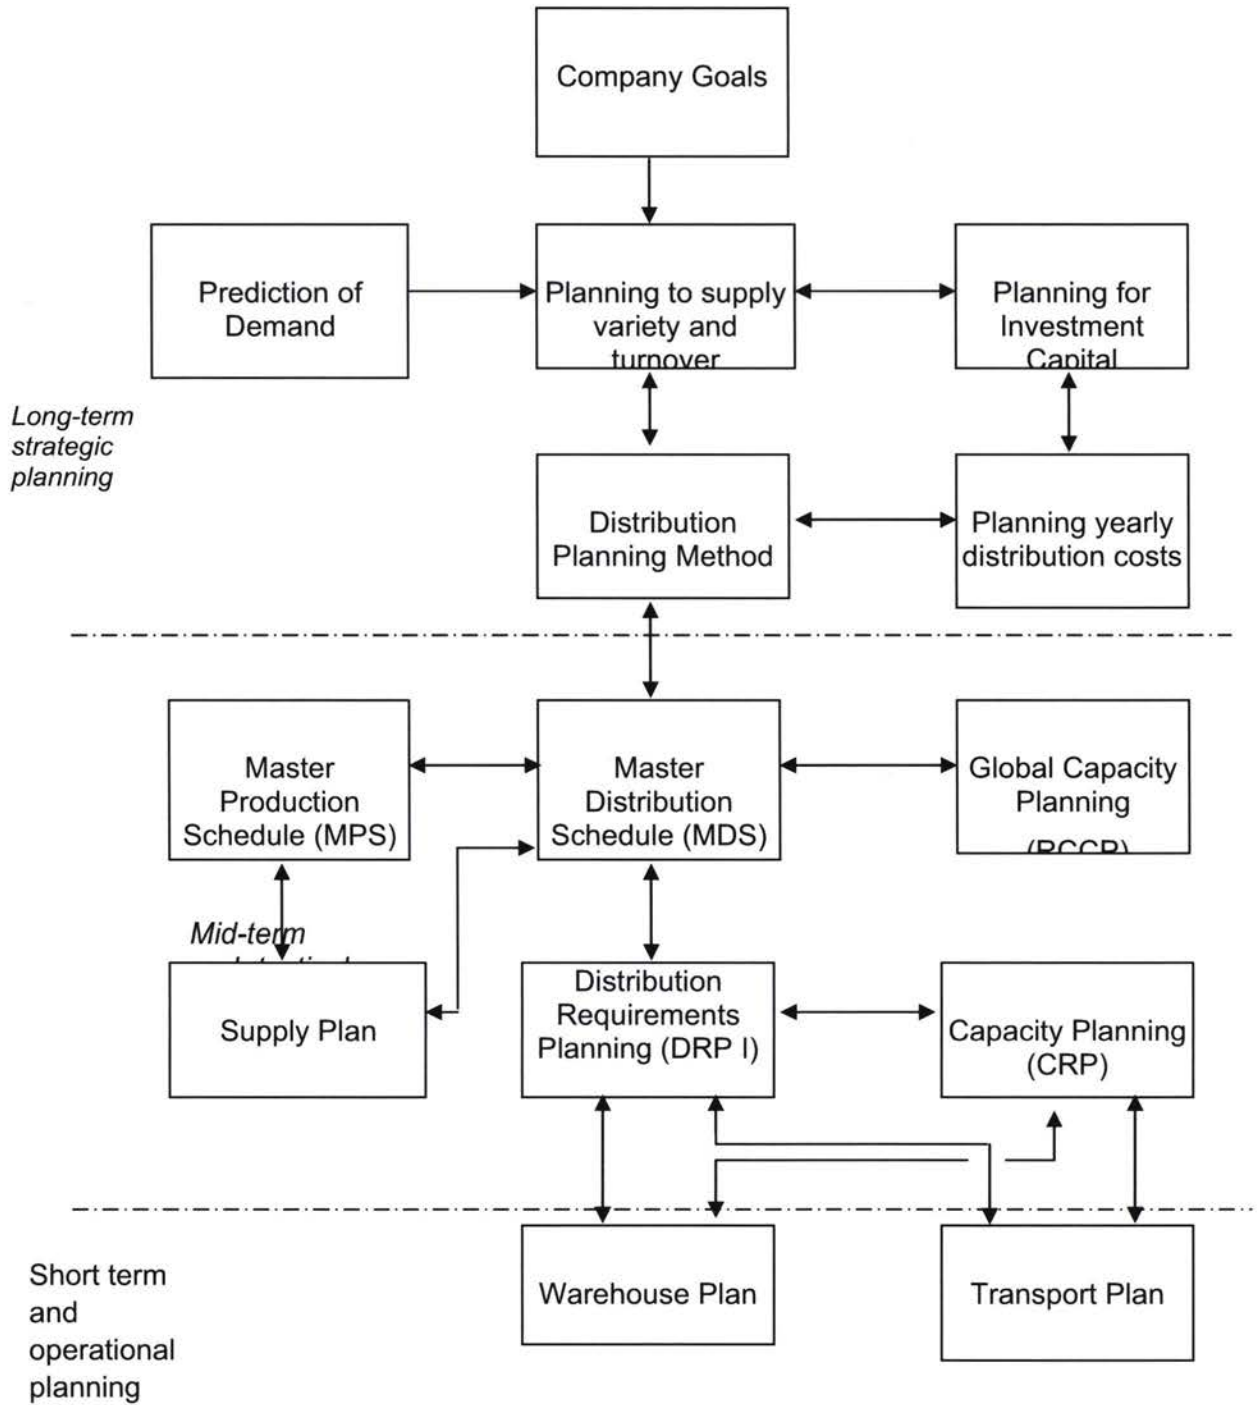 Company Goals
Prediction of
Demand
Planning to supply
variety and
turnover
Planning for
Investment
Capital
Long-term
strategic
planning
Distribution
Planning Method
Planning yearly
distribution costs
Master
Production
Schedule (MPS)
Master
Distribution
Schedule (MDS)
Global Capacity
Planning
(RCCP)
Mid-term
Supply Plan
Distribution
Requirements
Planning (DRP I)
Capacity Planning
(CRP)
Short term
and
operational
planning
Warehouse Plan
Transport Plan